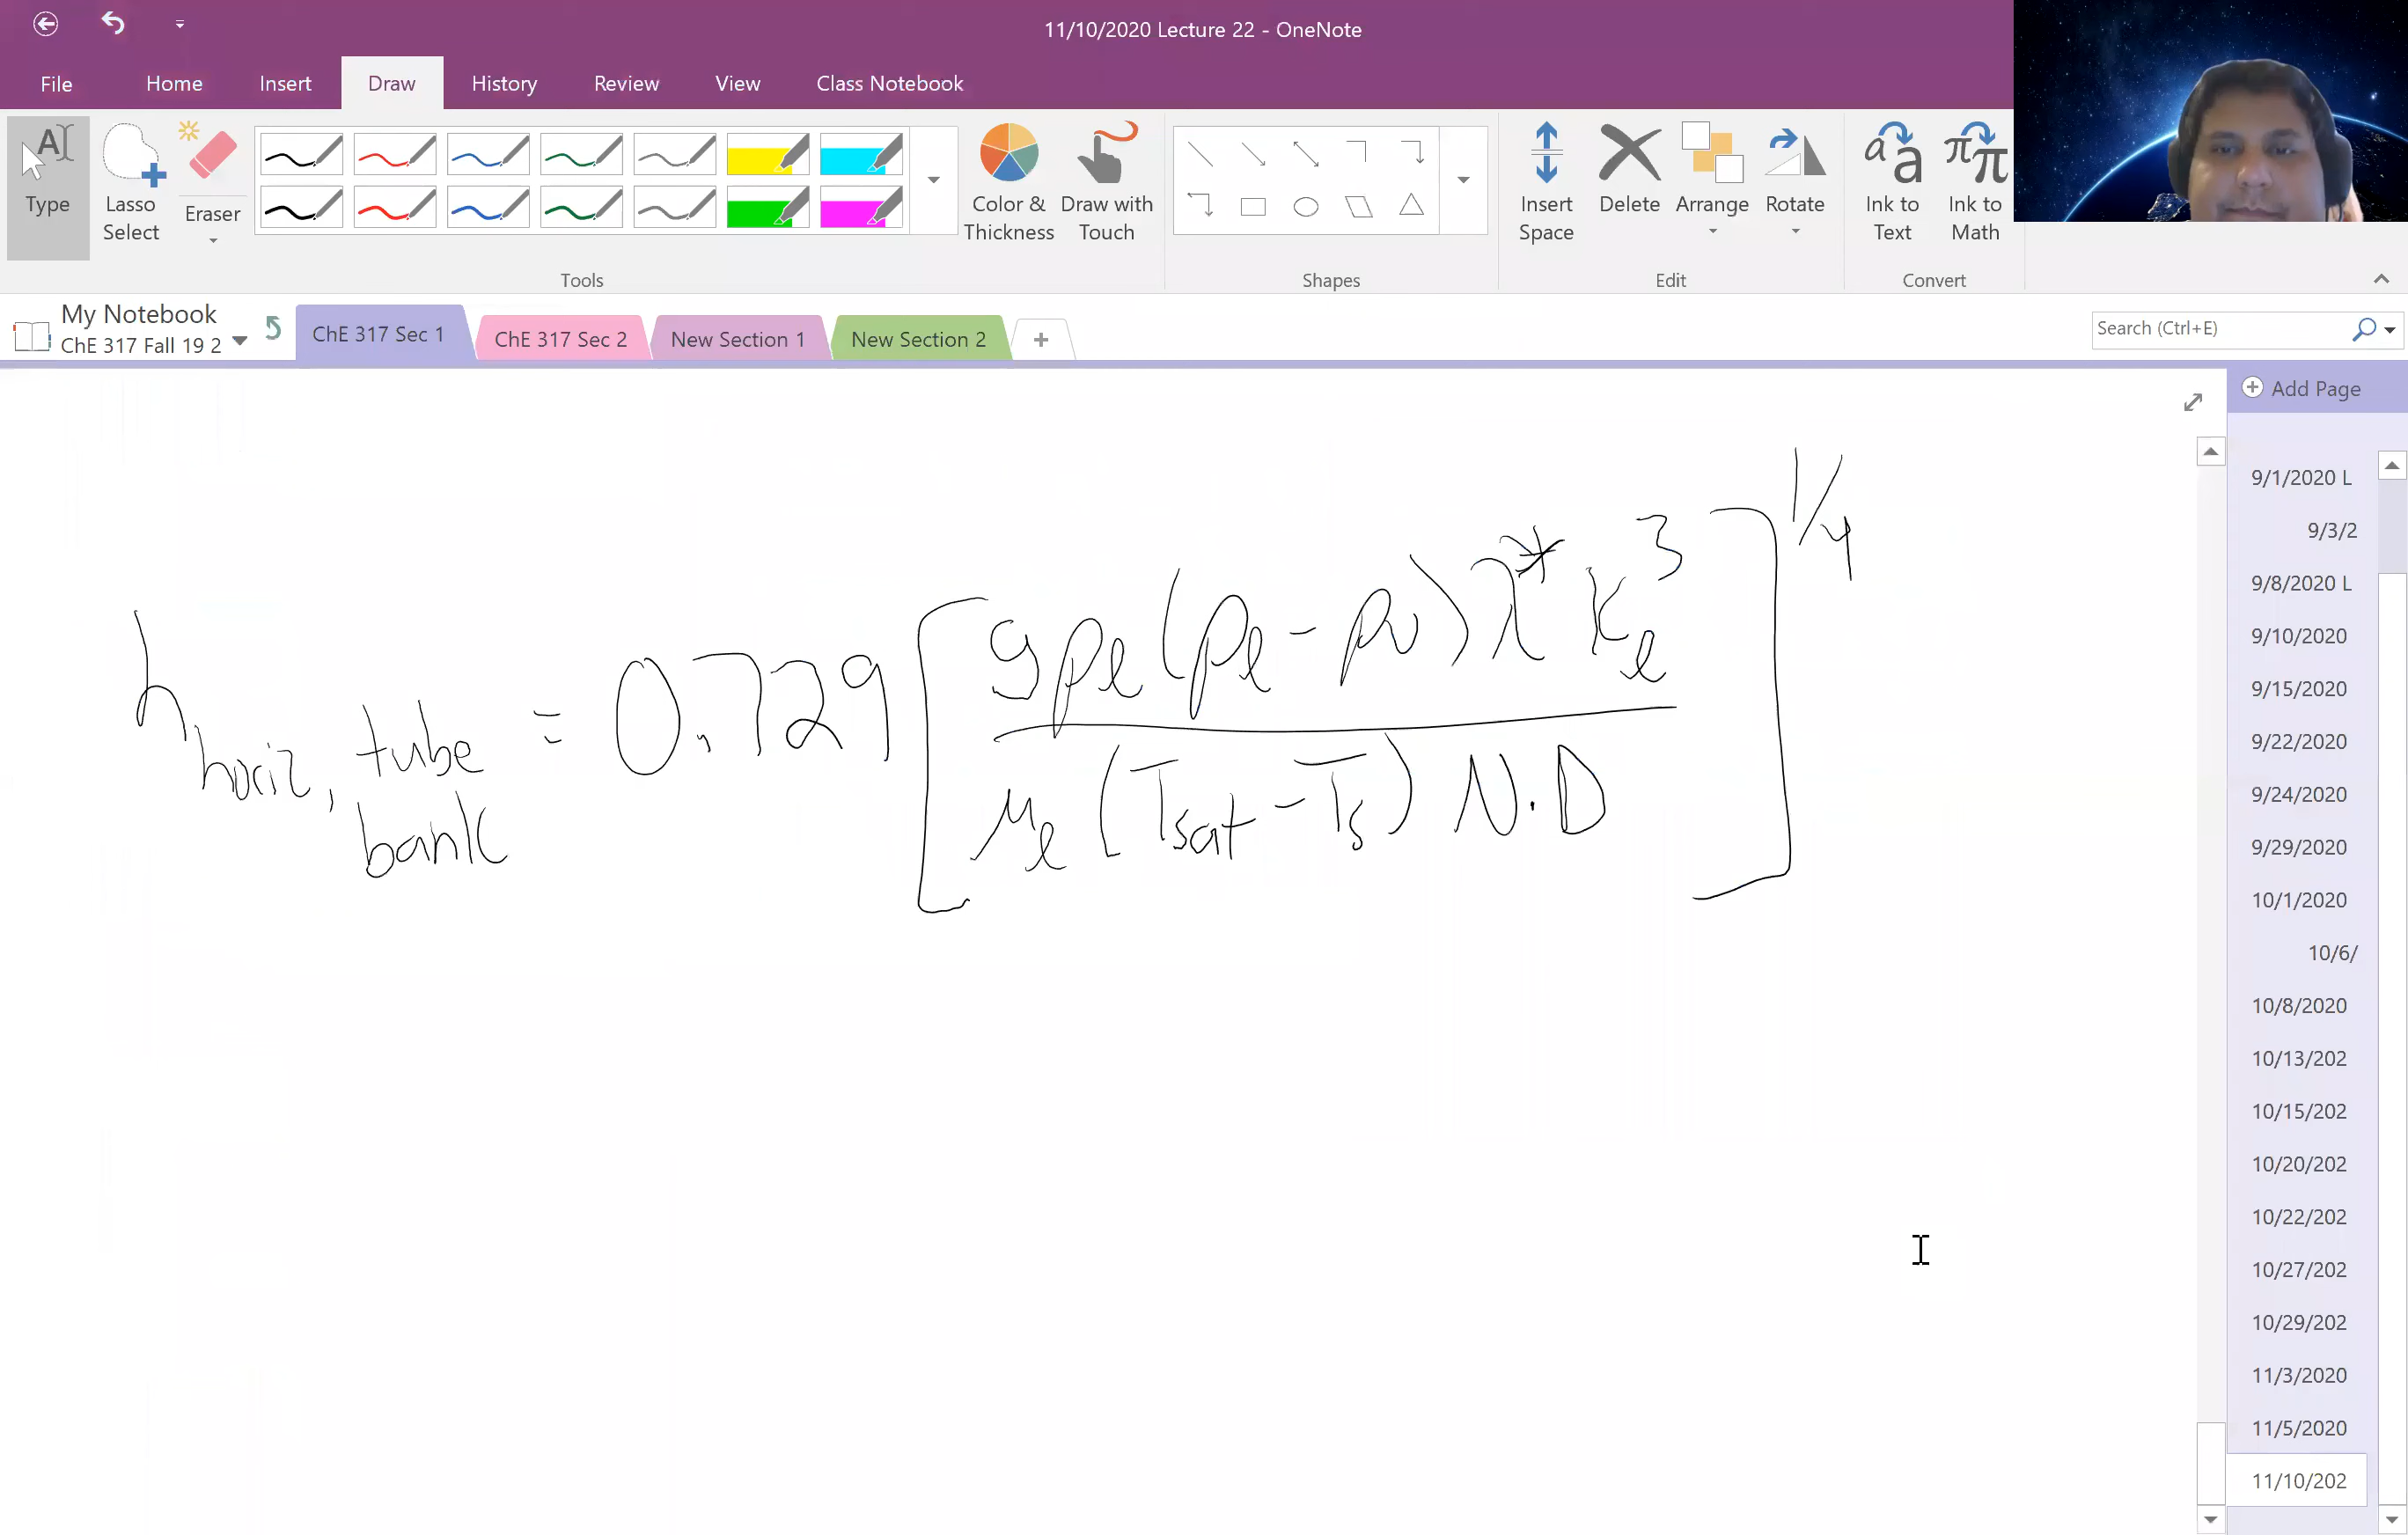 11/10/2020 Lecture 22 - OneNote
File Home Insert Draw History Review View Class Notebook
Type
Lasso Select
Eraser
Color & Thickness
Draw with Touch
Insert Space
Delete
Arrange
Rotate
Ink to Text
Ink to Math
Tools Shapes Edit Convert
My Notebook
ChE 317 Fall 19 2
ChE 317 Sec 1
ChE 317 Sec 2
New Section 1
New Section 2
+
Search (Ctrl+E)
Add Page
h horiz, tube bank = 0.729 [ gρℓ(ρℓ-ρv)λ* kℓ³ / μℓ(Tsat - Ts) N·D ]^1/4
9/1/2020 L
9/3/2
9/8/2020 L
9/10/2020
9/15/2020
9/22/2020
9/24/2020
9/29/2020
10/1/2020
10/6/
10/8/2020
10/13/202
10/15/202
10/20/202
10/22/202
10/27/202
10/29/202
11/3/2020
11/5/2020
11/10/202